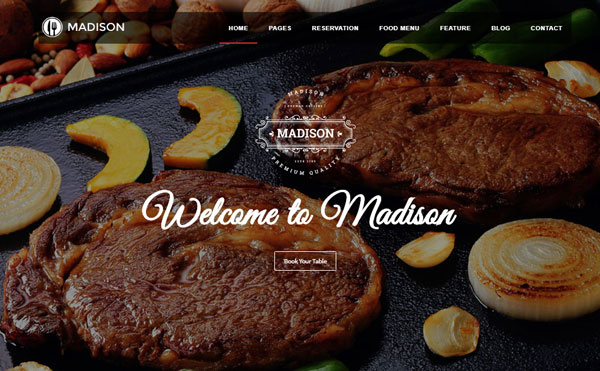 MADISON
HOME PAGES RESERVATION FOOD MENU FEATURE BLOG CONTACT
MADISON
MADISON
PREMIUM QUALITY
Welcome to Madison
Book Your Table